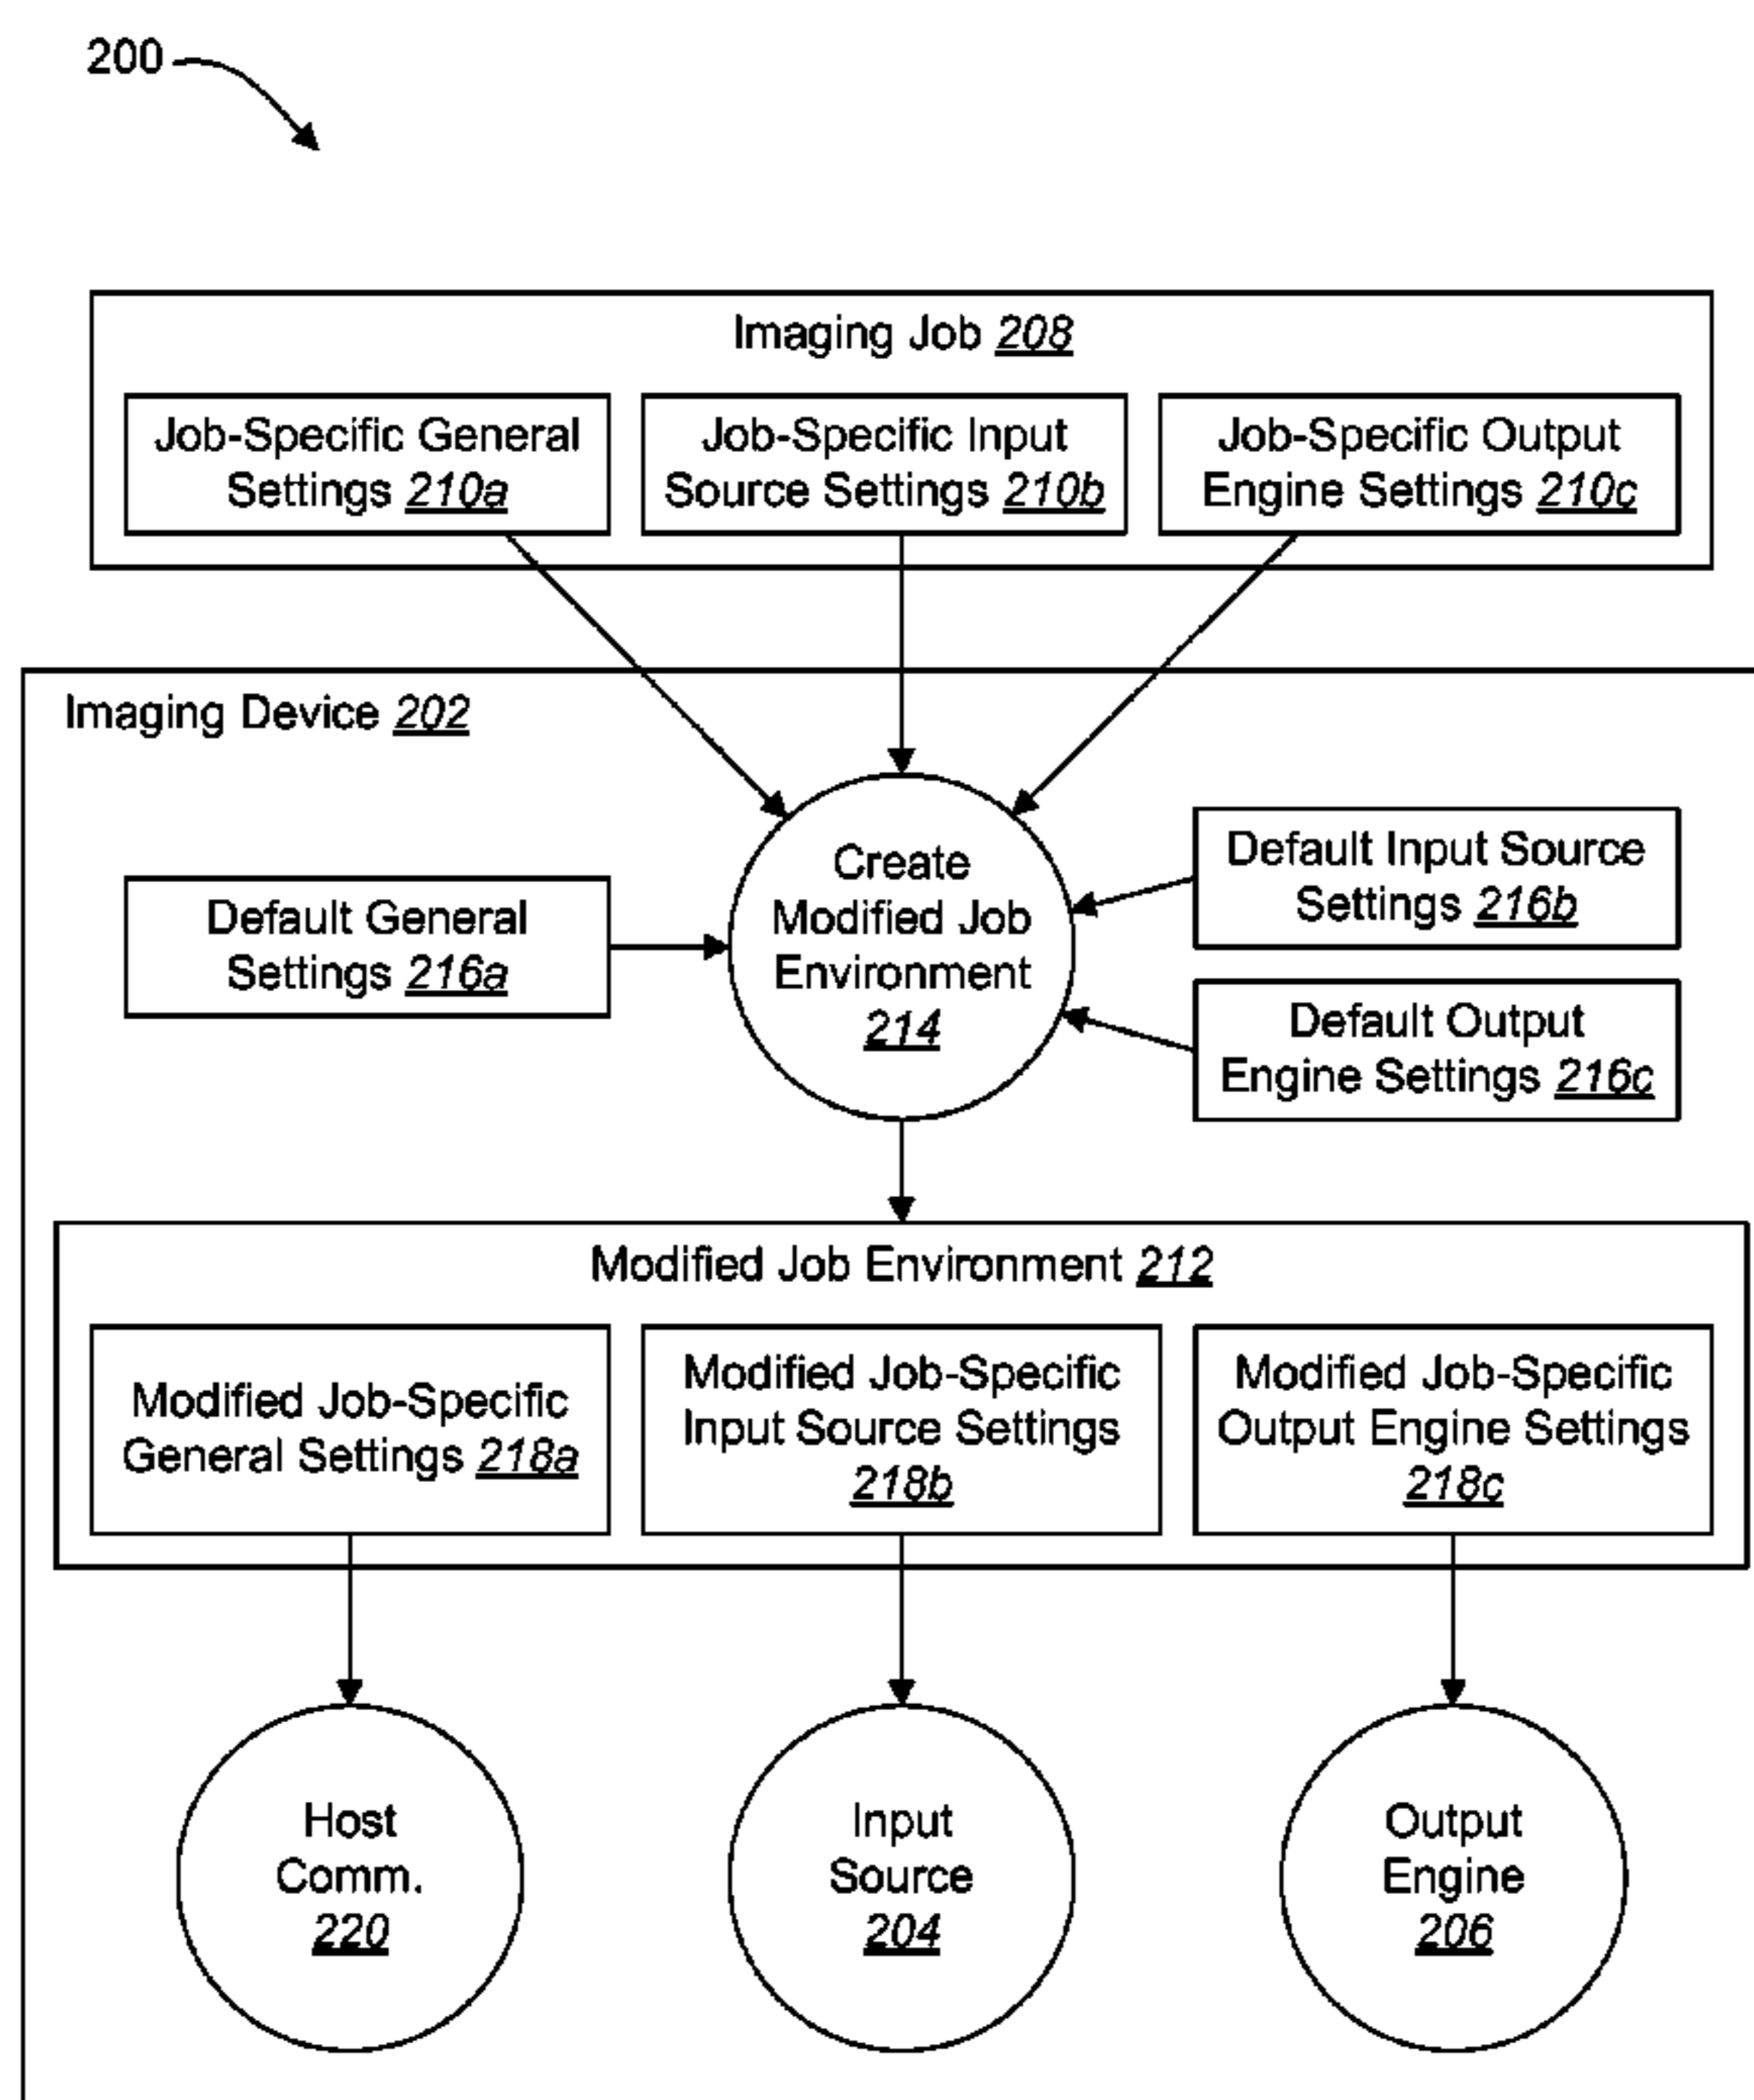 200
Imaging Job 208
Job-Specific General
Settings 210a
Job-Specific Input
Source Settings 210b
Job-Specific Output
Engine Settings 210c
Imaging Device 202
Create
Modified Job
Environment
214
Default General
Settings 216a
Default Input Source
Settings 216b
Default Output
Engine Settings 216c
Modified Job Environment 212
Modified Job-Specific
General Settings 218a
Modified Job-Specific
Input Source Settings
218b
Modified Job-Specific
Output Engine Settings
218c
Host
Comm.
220
Input
Source
204
Output
Engine
206